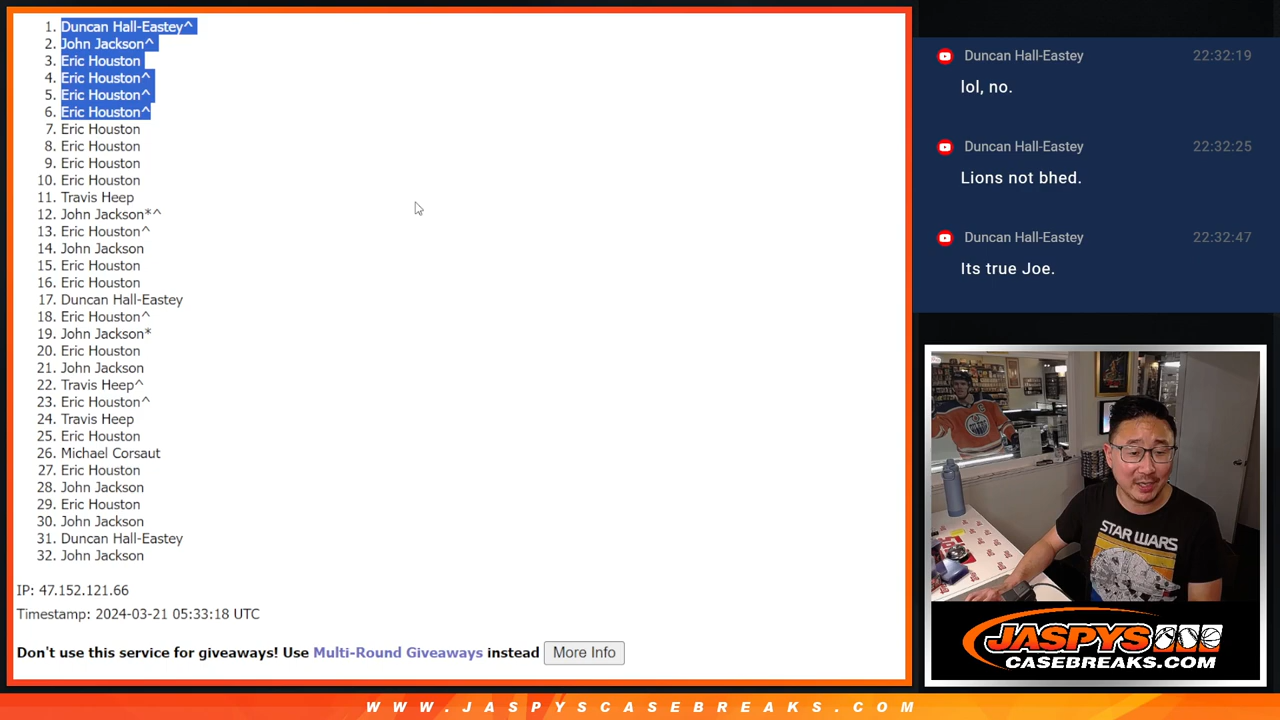 1. Duncan Hall-Eastey^
2. John Jackson^
3. Eric Houston
4. Eric Houston^
5. Eric Houston^
6. Eric Houston^
7. Eric Houston
8. Eric Houston
9. Eric Houston
10. Eric Houston
11. Travis Heep
12. John Jackson*^
13. Eric Houston^
14. John Jackson
15. Eric Houston
16. Eric Houston
17. Duncan Hall-Eastey
18. Eric Houston^
19. John Jackson*
20. Eric Houston
21. John Jackson
22. Travis Heep^
23. Eric Houston^
24. Travis Heep
25. Eric Houston
26. Michael Corsaut
27. Eric Houston
28. John Jackson
29. Eric Houston
30. John Jackson
31. Duncan Hall-Eastey
32. John Jackson
IP: 47.152.121.66
Timestamp: 2024-03-21 05:33:18 UTC
Don't use this service for giveaways! Use Multi-Round Giveaways instead More Info
Duncan Hall-Eastey 22:32:19
lol, no.
Duncan Hall-Eastey 22:32:25
Lions not bhed.
Duncan Hall-Eastey 22:32:47
Its true Joe.
STAR WARS
JASPYS
CASEBREAKS.COM
WWW.JASPYSCASEBREAKS.COM